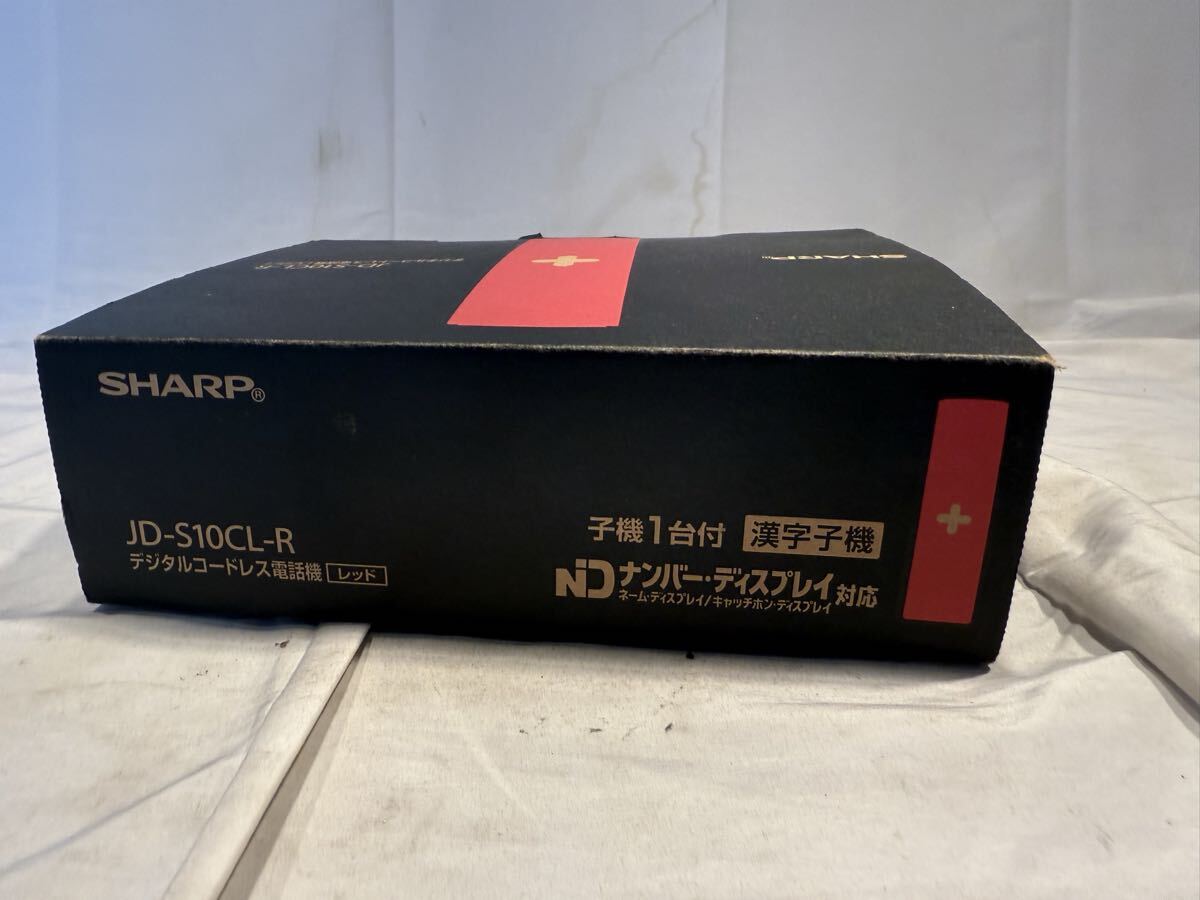 SHARP
JD-S10CL-R
SHARP®
JD-S10CL-R
デジタルコードレス電話機 レッド
子機1台付 漢字子機
ND ナンバー・ディスプレイ対応
ネーム・ディスプレイ/キャッチホン・ディスプレイ